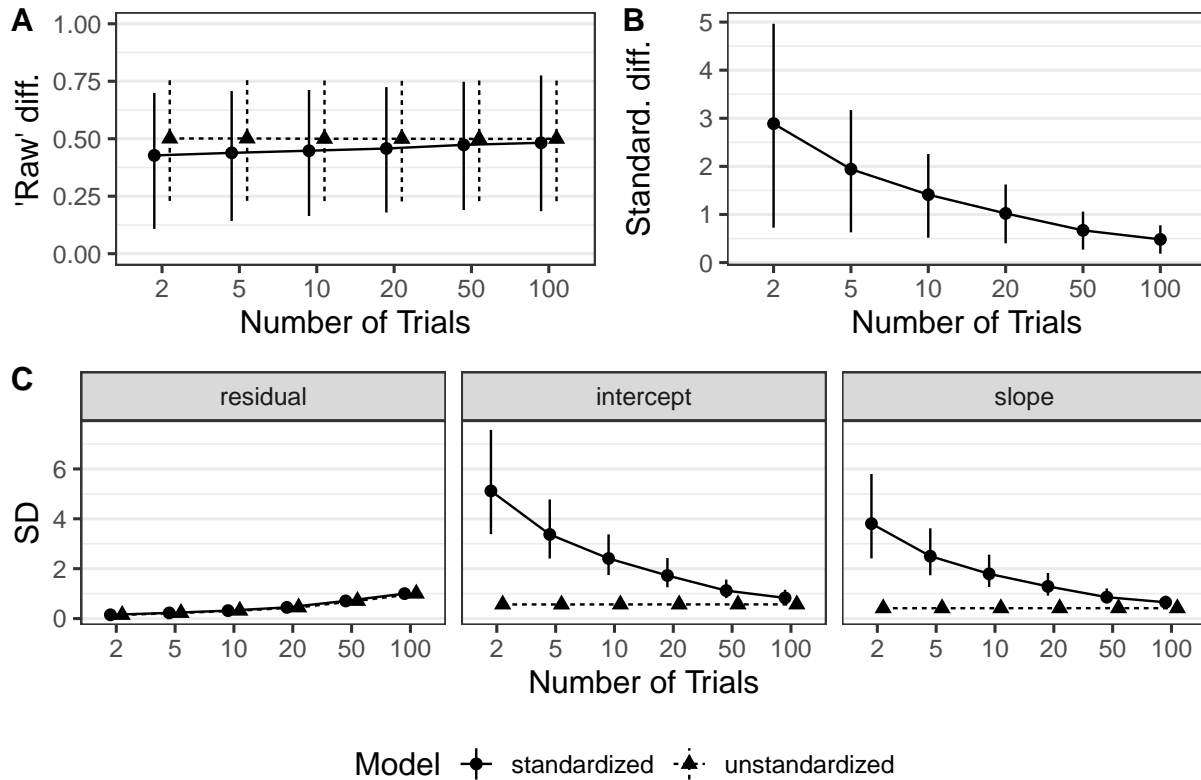 A
'Raw' diff.
1.00
0.75
0.50
0.25
0.00
2 5 10 20 50 100
Number of Trials
B
Standard. diff.
5
4
3
2
1
0
2 5 10 20 50 100
Number of Trials
C
residual intercept slope
SD
6
4
2
0
2 5 10 20 50 100 2 5 10 20 50 100 2 5 10 20 50 100
Number of Trials
Model standardized unstandardized